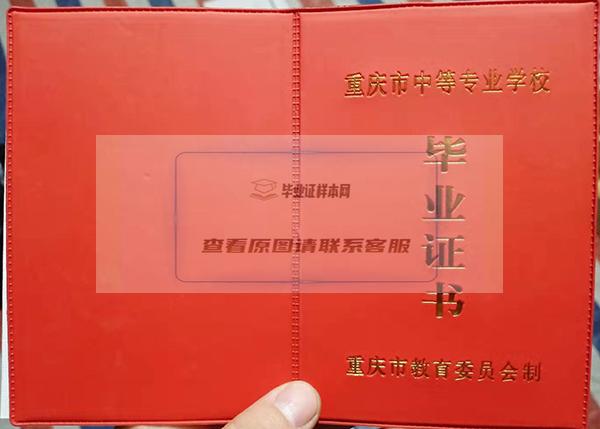 重庆市中等专业学校
毕业证书
毕业证样本网
查看原图请联系客服
重庆市教育委员会制